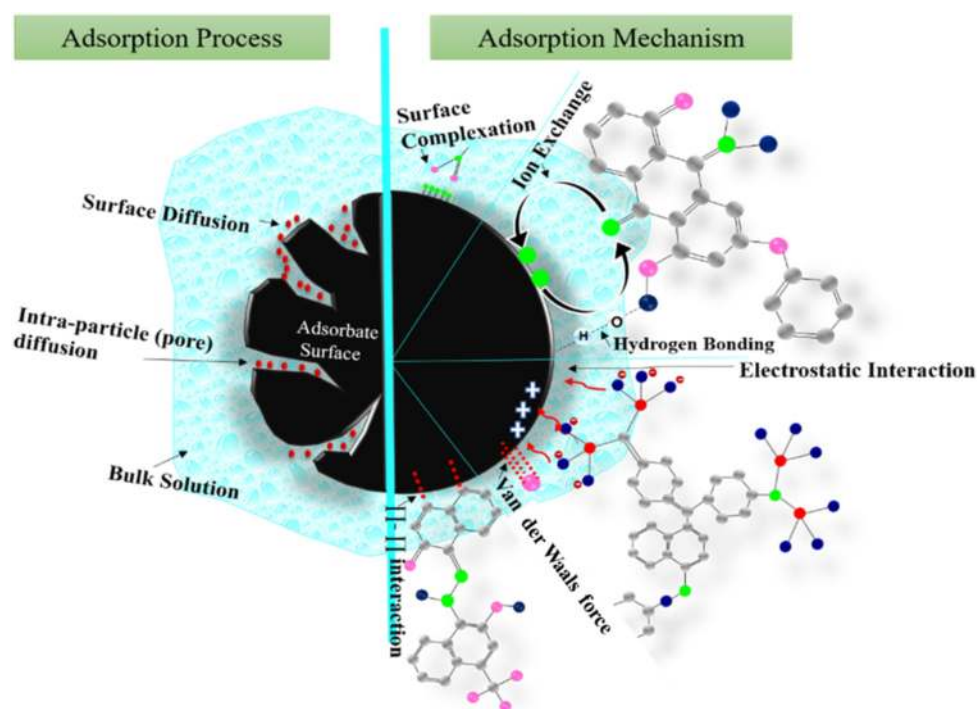 Adsorption Process
Adsorption Mechanism
Surface
Complexation
Ion Exchange
Surface Diffusion
Adsorbate
Surface
Intra-particle (pore)
diffusion
H
O
Hydrogen Bonding
Electrostatic Interaction
Bulk Solution
∏-∏ interaction
Van der Waals force